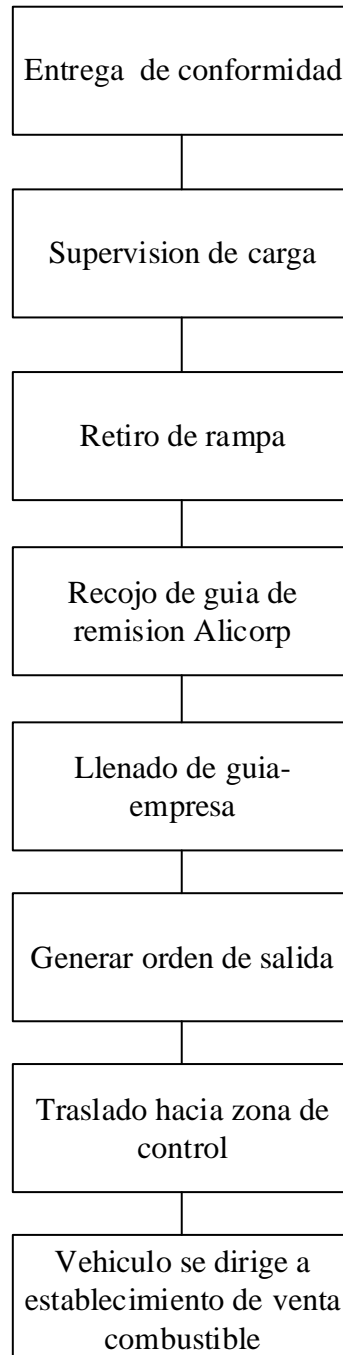 Entrega  de conformidad
Supervision de carga
Retiro de rampa
Recojo de guia de
remision Alicorp
Llenado de guia-
empresa
Generar orden de salida
Traslado hacia zona de
control
Vehiculo se dirige a
establecimiento de venta
combustible